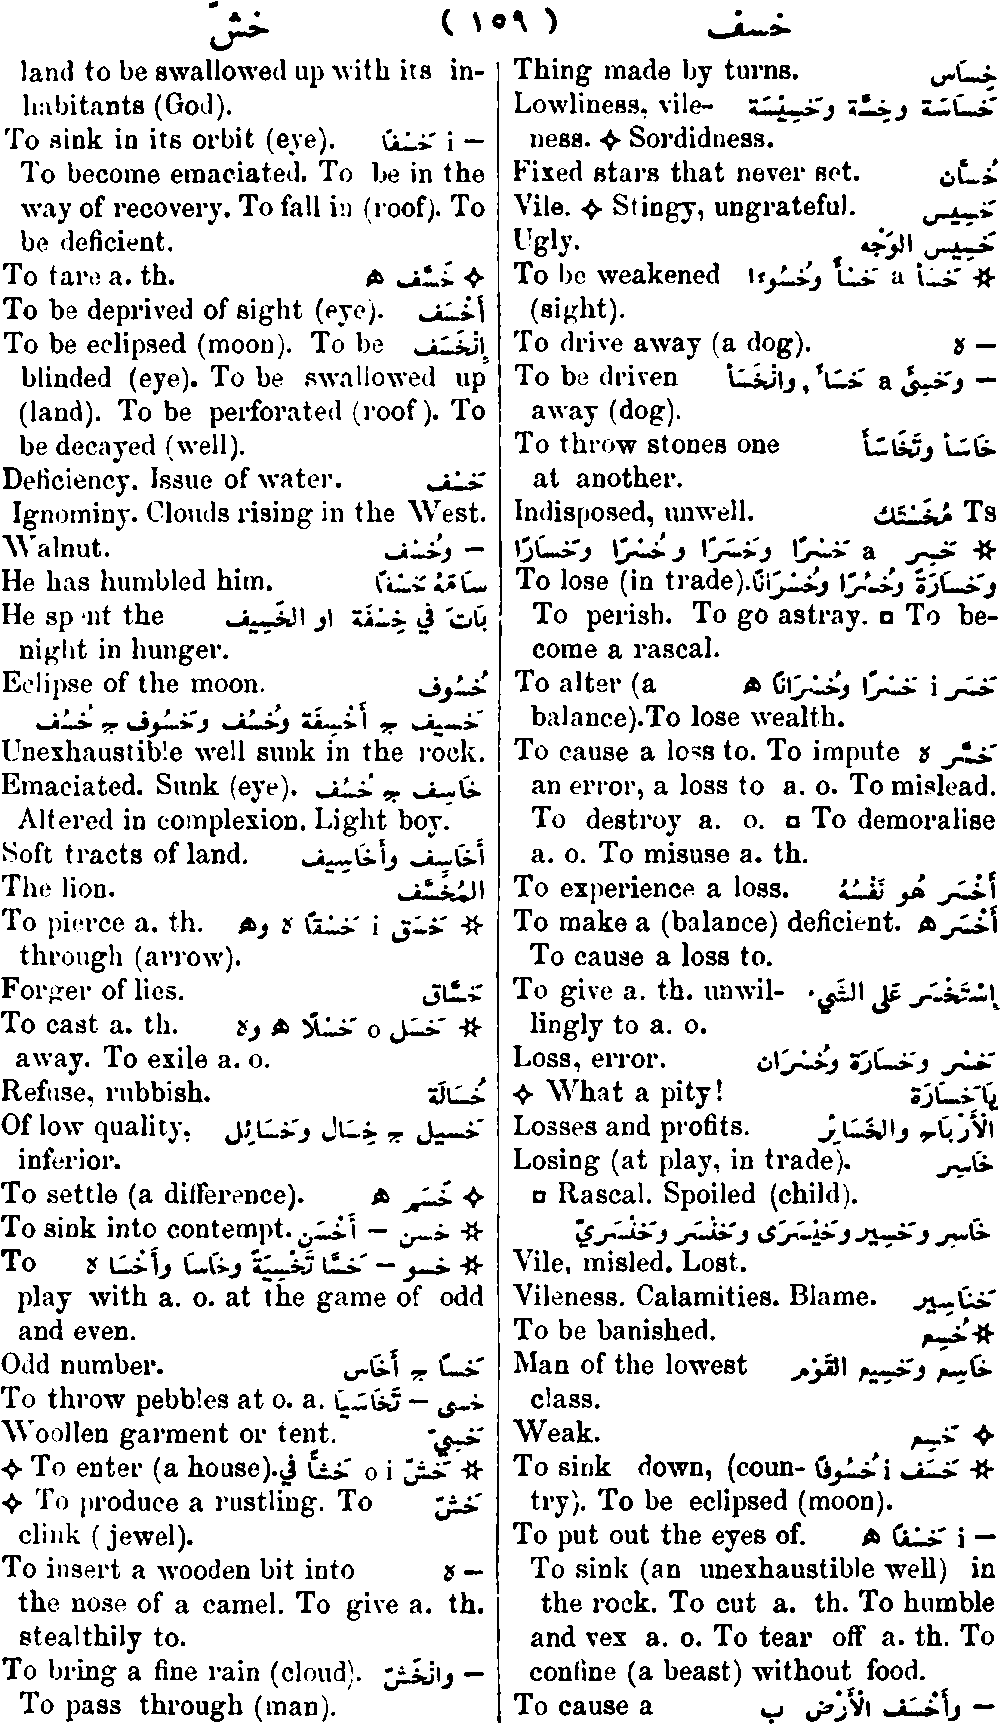 خسف ( ١٥٩ ) خشّ
Thing made by turns. خِسَاس
Lowliness, vile- خَسَاسَة وخِسَّة وخَسِيْسَة
ness. ✧ Sordidness.
Fixed stars that never set. خُسَّان
Vile. ✧ Stingy, ungrateful. خَسِيس
Ugly. خَسِيس الوَجْه
To be weakened ☼ خَسَأَ a خَسْأً وخُسُوءًا
(sight).
To drive away (a dog). – ه
To be driven – وخَسِئَ a خَسَأً, وانْخَسَأَ
away (dog).
To throw stones one خَاسَأَ وتَخَاسَأَ
at another.
Indisposed, unwell. Ts مُخَسْتَك
☼ خَسِر a خَسْرًا وخَسَرًا وخُسْرًا وخَسَارًا
To lose (in trade). وخَسَارَةً وخُسُرًا وخُسْرَانًا
To perish. To go astray. ◘ To be-
come a rascal.
To alter (a خَسَر i خَسْرًا وخُسْرَانًا ه
balance). To lose wealth.
To cause a loss to. To impute خَسَّر ه
an error, a loss to a. o. To mislead.
To destroy a. o. ◘ To demoralise
a. o. To misuse a. th.
To experience a loss. أَخْسَر هُو نَفْسُهُ
To make a (balance) deficient. أَخْسَر ه
To cause a loss to.
To give a. th. unwil- إِسْتَخْسَر عَلَى الشَّيء
lingly to a. o.
Loss, error. خُسْر وخَسَارَة وخُسْرَان
✧ What a pity! يَا خَسَارَة
Losses and profits. الأَرْبَاح والخَسَائِر
Losing (at play, in trade). خَاسِر
◘ Rascal. Spoiled (child).
خَاسِر وخَسِير وخَيْسَرَى وخَنْسَر وخَنْسَرِيّ
Vile, misled. Lost.
Vileness. Calamities. Blame. خَنَاسِير
To be banished. ☼ خُسِم
Man of the lowest خَاسِم وخَسِيم القَوْم
class.
Weak. ✧ خَسِيم
To sink down, (coun- ☼ خَسَف i خُسُوفًا
try). To be eclipsed (moon).
To put out the eyes of. – i خَسْفًا ه
To sink (an unexhaustible well) in
the rock. To cut a. th. To humble
and vex a. o. To tear off a. th. To
confine (a beast) without food.
To cause a – وأَخْسَف الأَرْض ب
land to be swallowed up with its in-
habitants (God).
To sink in its orbit (eye). – i خَسْفًا
To become emaciated. To be in the
way of recovery. To fall in (roof). To
be deficient.
To tare a. th. ✧ خَسَّف ه
To be deprived of sight (eye). أَخْسَف
To be eclipsed (moon). To be إِنْخَسَف
blinded (eye). To be swallowed up
(land). To be perforated (roof). To
be decayed (well).
Deficiency. Issue of water. خَسْف
Ignominy. Clouds rising in the West.
Walnut. – وخُسْف
He has humbled him. سَامَهُ خَسْفًا
He spent the بَاتَ في خِسْفَة او الخَسِيف
night in hunger.
Eclipse of the moon. خُسُوف
خَسِيف ج أَخْسِفَة وخُسُف وخَسُوف ج خُسُف
Unexhaustible well sunk in the rock.
Emaciated. Sunk (eye). خَاسِف ج خُسُف
Altered in complexion. Light boy.
Soft tracts of land. أَخَاسِف وأَخَاسِيف
The lion. المُخَسَّف
To pierce a. th. ☼ خَسَق i خَسْقًا ه وه
through (arrow).
Forger of lies. خَسَّاق
To cast a. th. ☼ خَسَل o خَسْلًا ه وه
away. To exile a. o.
Refuse, rubbish. خُسَالَة
Of low quality, خَسِيل ج خِسَال وخَسَائِل
inferior.
To settle (a difference). ✧ خَسَّم ه
To sink into contempt. ☼ خسن – أَخْسَن
To ☼ خسو – خَسَّا تَخْسِيَةً وخَاسَا وأَخْسَا ه
play with a. o. at the game of odd
and even.
Odd number. خَسًا ج أَخَاس
To throw pebbles at o. a. خسى – تَخَاسَيَا
Woollen garment or tent. خَسِيّ
✧ To enter (a house). ☼ خَشّ o i خَشًّا في
✧ To produce a rustling. To خَشّ
clink (jewel).
To insert a wooden bit into – ه
the nose of a camel. To give a. th.
stealthily to.
To bring a fine rain (cloud). – وانْخَشّ
To pass through (man).